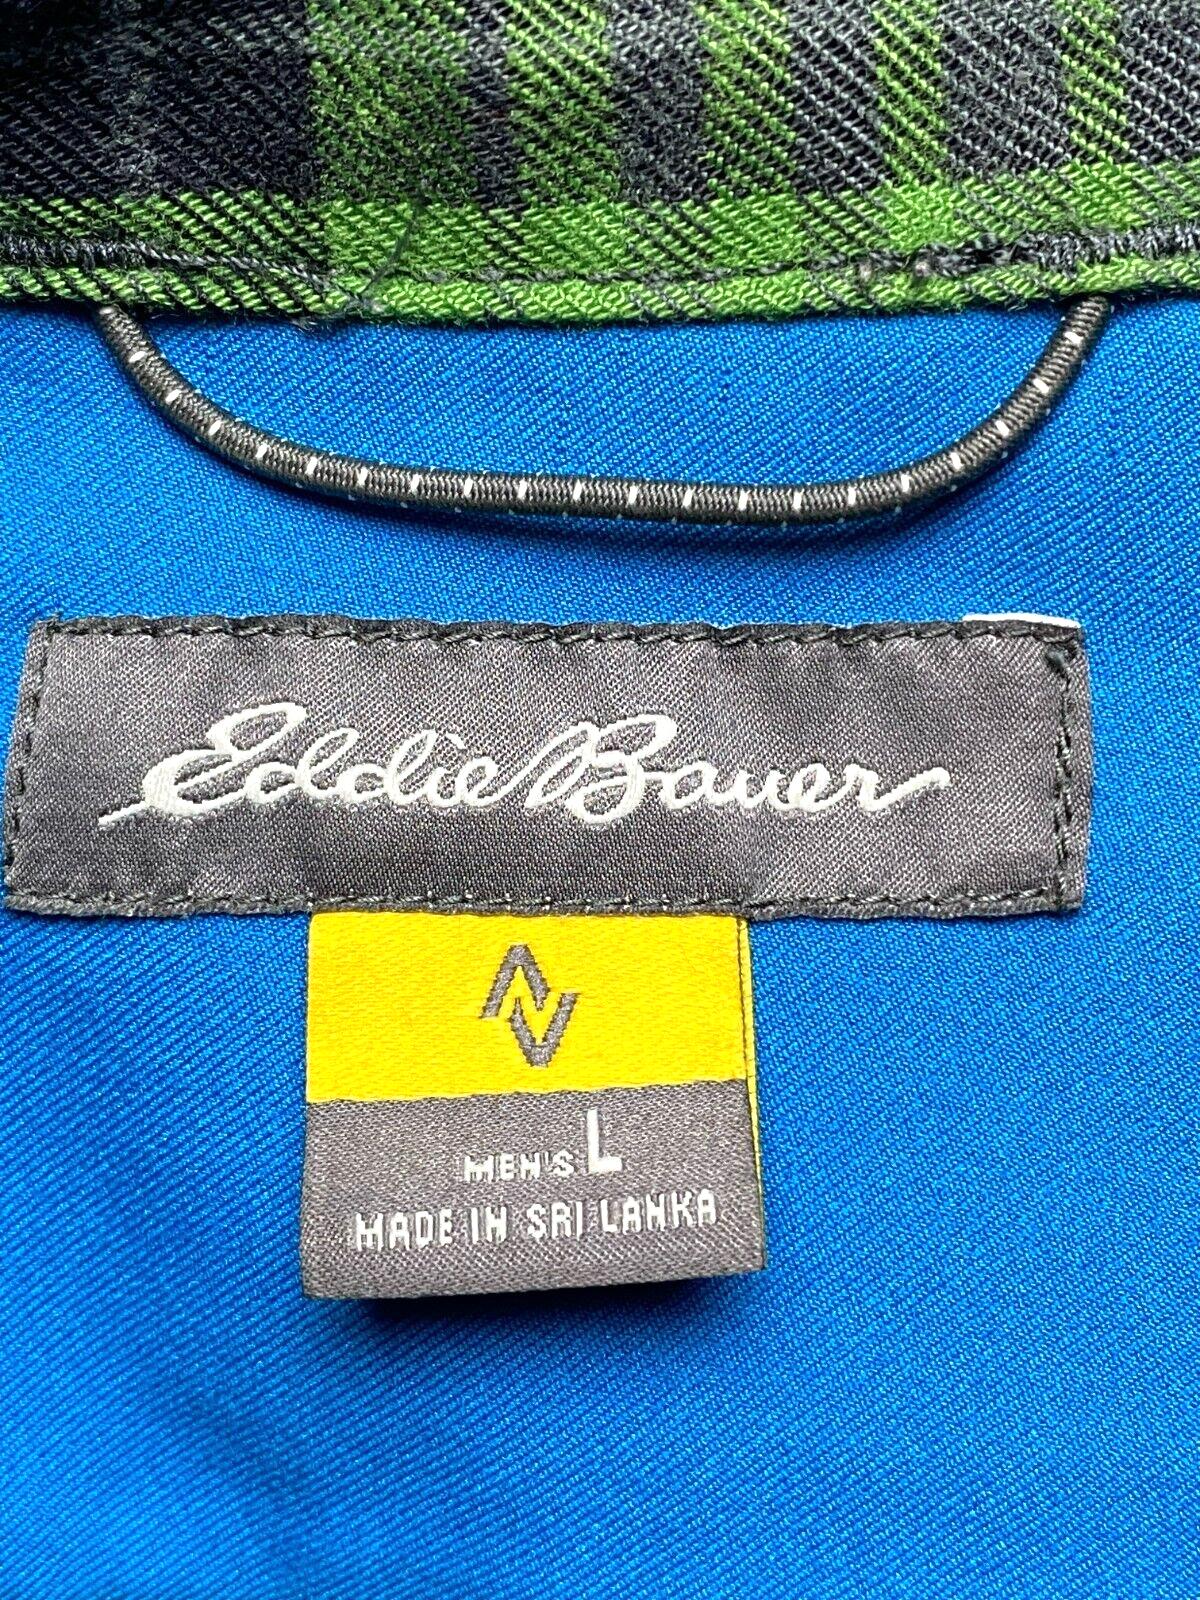 Eddie Bauer
MEN'S L
MADE IN SRI LANKA